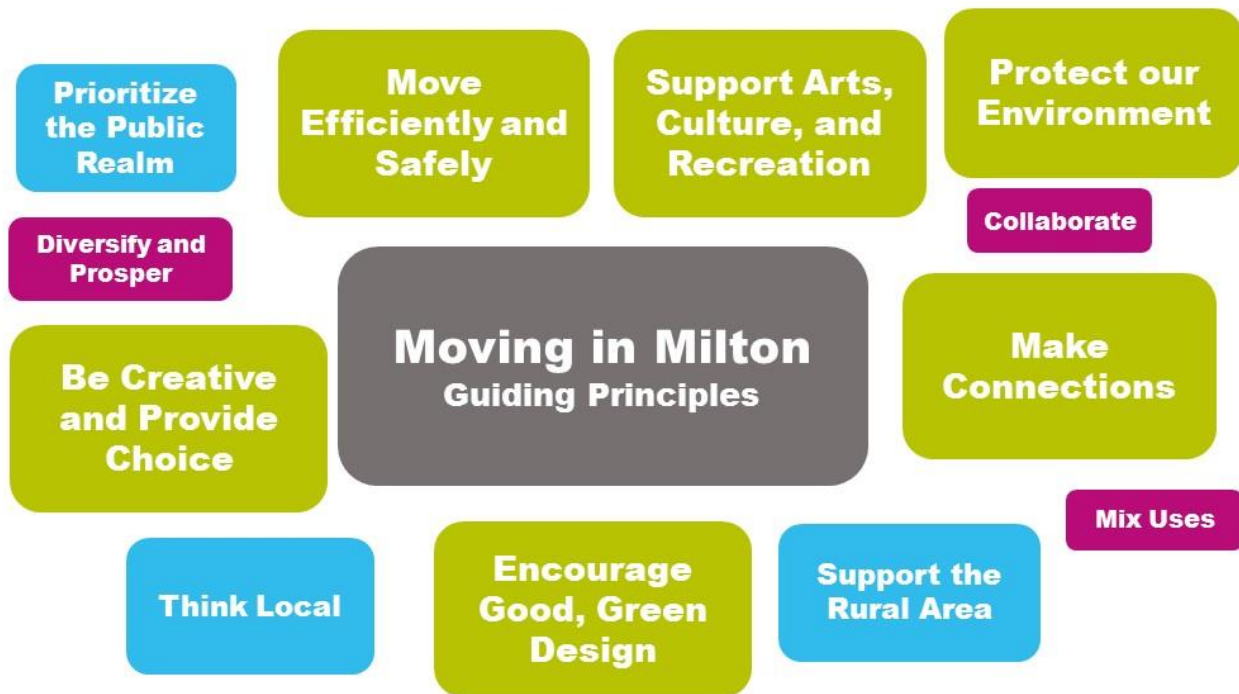 Prioritize
the Public
Realm
Move
Efficiently and
Safely
Support Arts,
Culture, and
Recreation
Protect our
Environment
Diversify and
Prosper
Collaborate
Moving in Milton
Guiding Principles
Be Creative
and Provide
Choice
Make
Connections
Mix Uses
Think Local
Encourage
Good, Green
Design
Support the
Rural Area